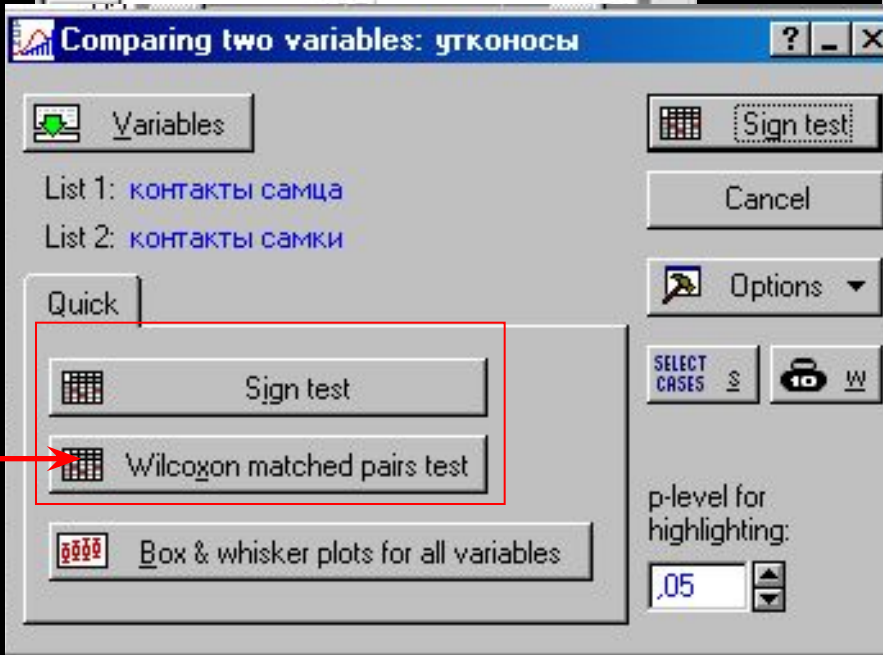 Comparing two variables: утконосы
? _ X
Variables
Sign test
List 1: контакты самца
Cancel
List 2: контакты самки
Options
Quick
SELECT CASES S
10 W
Sign test
Wilcoxon matched pairs test
p-level for
highlighting:
Box & whisker plots for all variables
,05